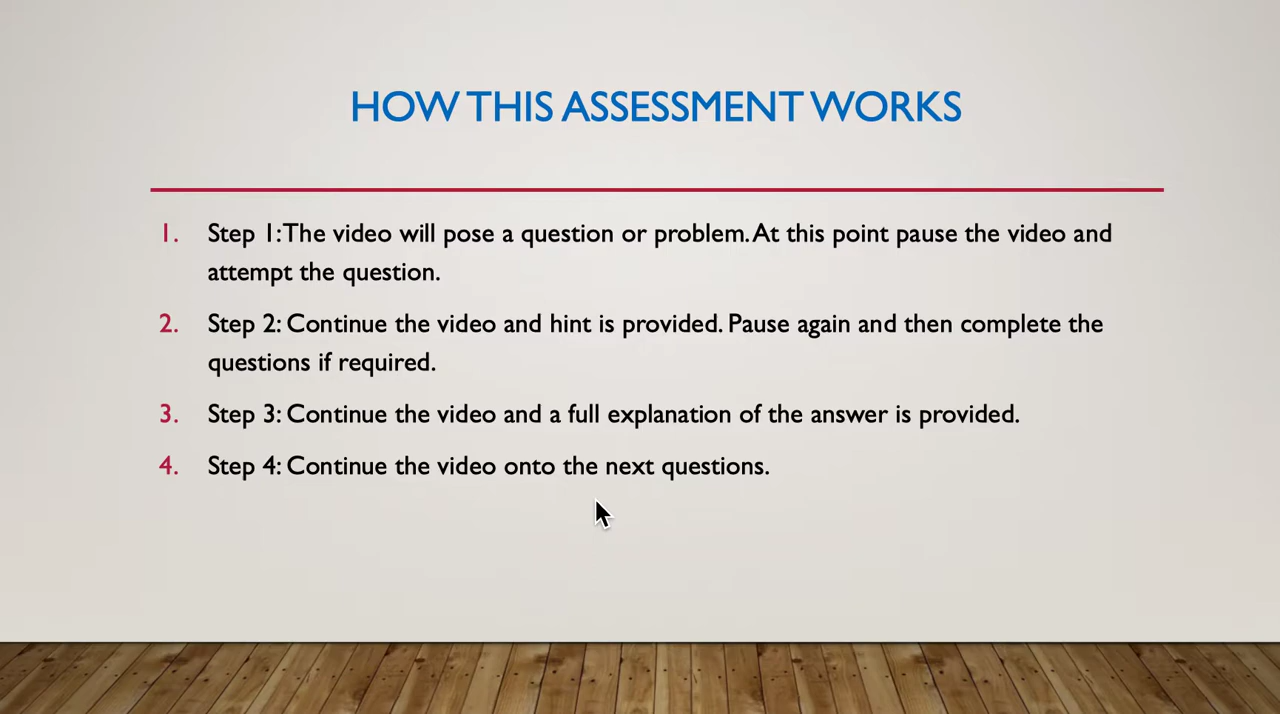 HOW THIS ASSESSMENT WORKS
1. Step 1: The video will pose a question or problem. At this point pause the video and
attempt the question.
2. Step 2: Continue the video and hint is provided. Pause again and then complete the
questions if required.
3. Step 3: Continue the video and a full explanation of the answer is provided.
4. Step 4: Continue the video onto the next questions.